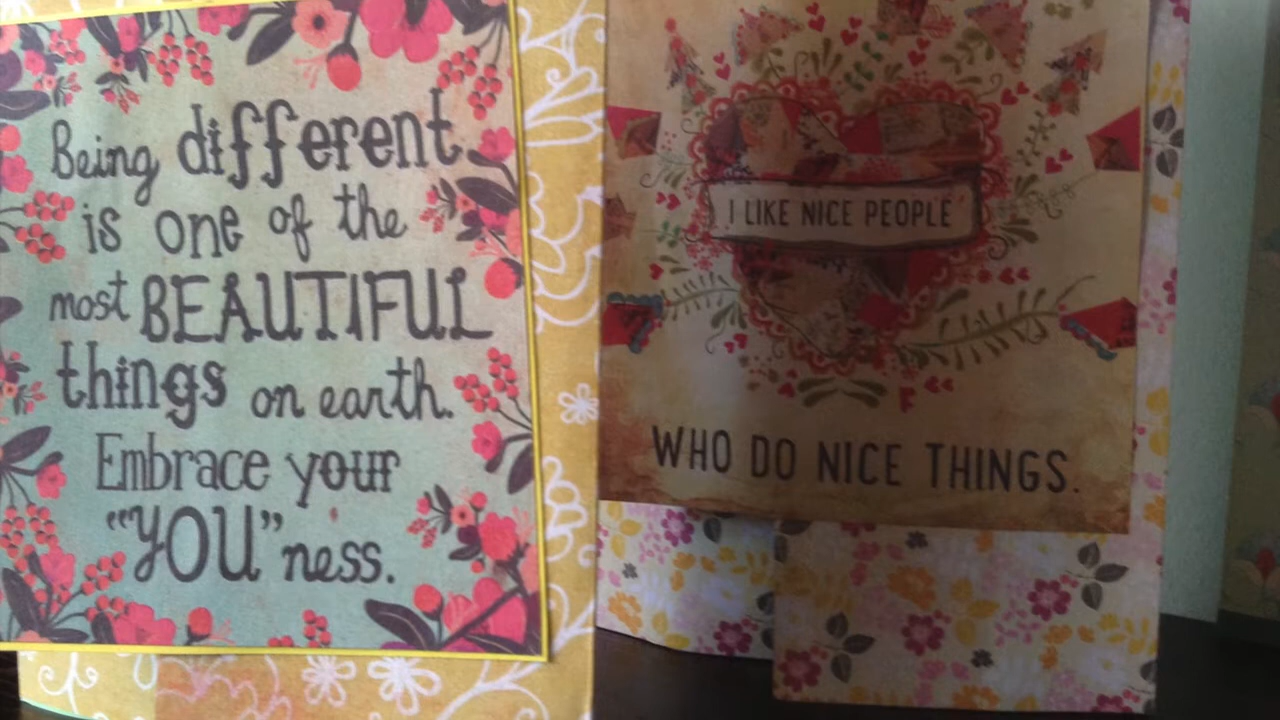 Being different
is one of the
most BEAUTIFUL
things on earth.
Embrace your
"YOU" ness.
I LIKE NICE PEOPLE
WHO DO NICE THINGS.